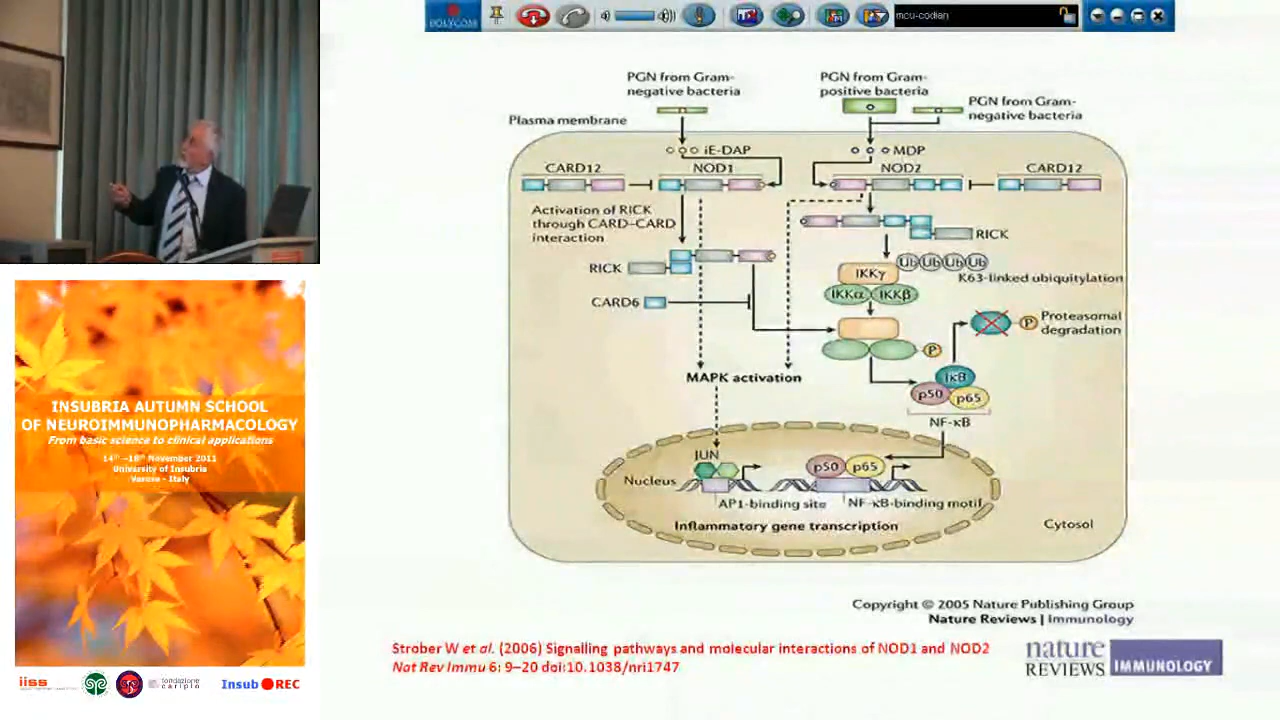 POLYCOM
mcu-codian
PGN from Gram-
negative bacteria
PGN from Gram-
positive bacteria
PGN from Gram-
negative bacteria
Plasma membrane
iE-DAP
MDP
CARD12
NOD1
NOD2
CARD12
Activation of RICK
through CARD–CARD
interaction
RICK
RICK
Ub Ub Ub Ub
K63-linked ubiquitylation
IKKγ
IKKα IKKβ
CARD6
Proteasomal
degradation
P
P
MAPK activation
IκB
p50 p65
NF-κB
JUN
p50 p65
Nucleus
AP1-binding site
NF-κB-binding motif
Inflammatory gene transcription
Cytosol
Copyright © 2005 Nature Publishing Group
Nature Reviews | Immunology
Strober W et al. (2006) Signalling pathways and molecular interactions of NOD1 and NOD2
Nat Rev Immu 6: 9–20 doi:10.1038/nri1747
nature
REVIEWS IMMUNOLOGY
INSUBRIA AUTUMN SCHOOL
OF NEUROIMMUNOPHARMACOLOGY
From basic science to clinical applications
14th –18th November 2011
University of Insubria
Varese - Italy
iiss
fondazione
cariplo
Insub REC